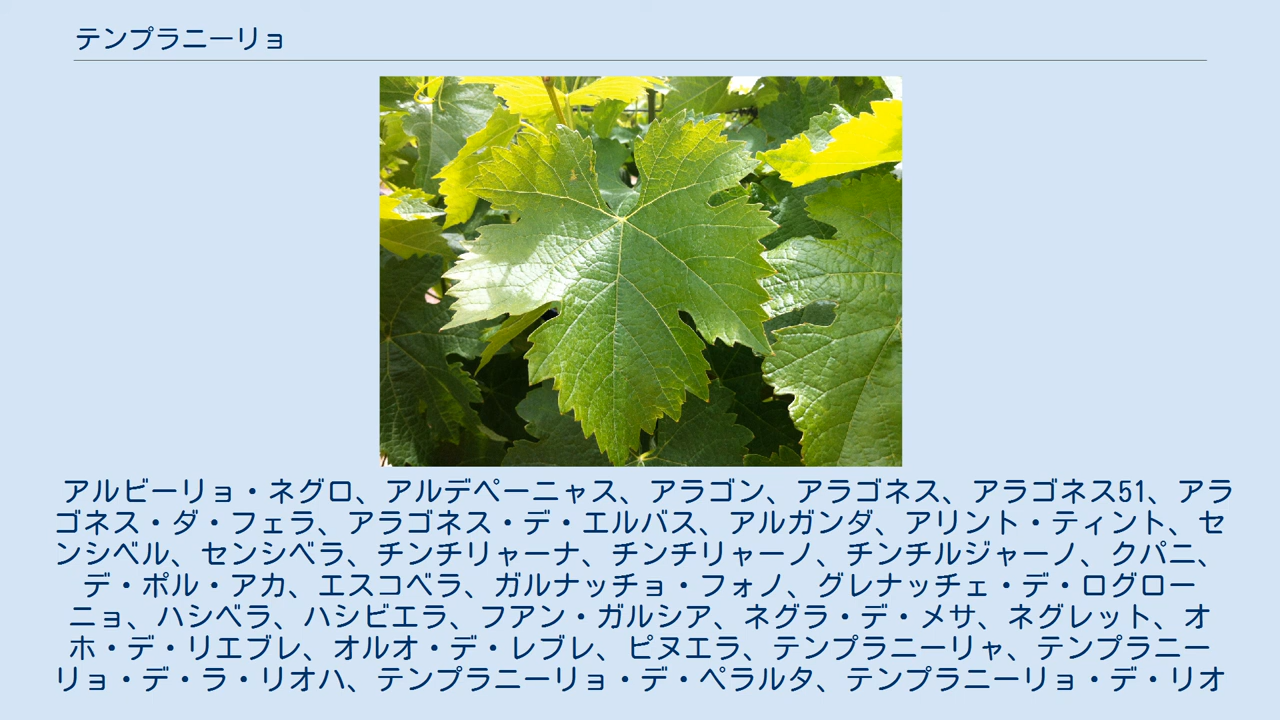 テンプラニーリョ
アルビーリョ・ネグロ、アルデペーニャス、アラゴン、アラゴネス、アラゴネス51、アラ
ゴネス・ダ・フェラ、アラゴネス・デ・エルバス、アルガンダ、アリント・ティント、セ
ンシベル、センシベラ、チンチリャーナ、チンチリャーノ、チンチルジャーノ、クパニ、
デ・ポル・アカ、エスコベラ、ガルナッチョ・フォノ、グレナッチェ・デ・ログロー
ニョ、ハシベラ、ハシビエラ、フアン・ガルシア、ネグラ・デ・メサ、ネグレット、オ
ホ・デ・リエブレ、オルオ・デ・レブレ、ピヌエラ、テンプラニーリャ、テンプラニー
リョ・デ・ラ・リオハ、テンプラニーリョ・デ・ペラルタ、テンプラニーリョ・デ・リオ